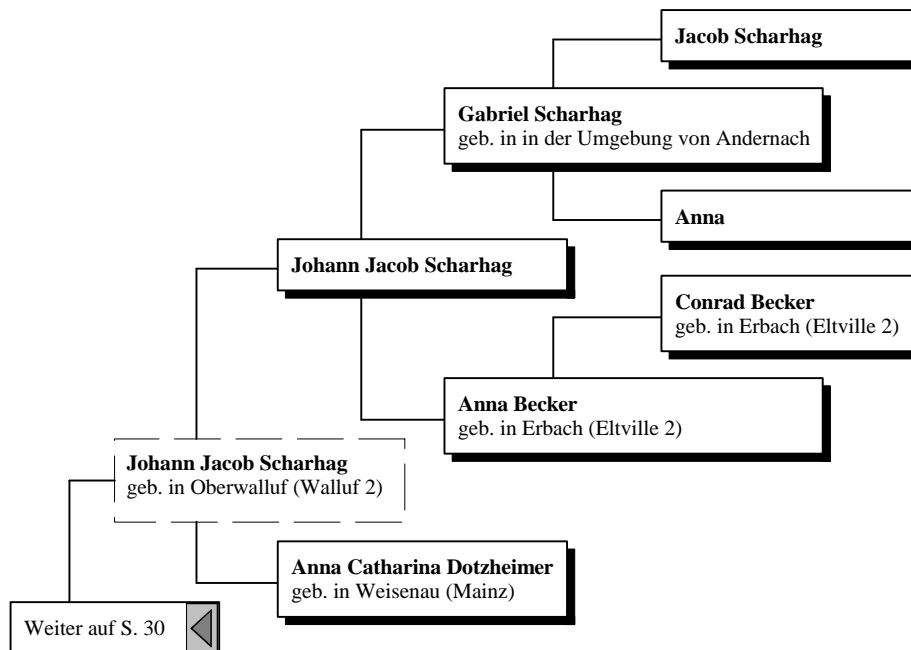 Jacob Scharhag
Gabriel Scharhag
geb. in in der Umgebung von Andernach
Anna
Johann Jacob Scharhag
Conrad Becker
geb. in Erbach (Eltville 2)
Anna Becker
geb. in Erbach (Eltville 2)
Johann Jacob Scharhag
geb. in Oberwalluf (Walluf 2)
Anna Catharina Dotzheimer
geb. in Weisenau (Mainz)
Weiter auf S. 30